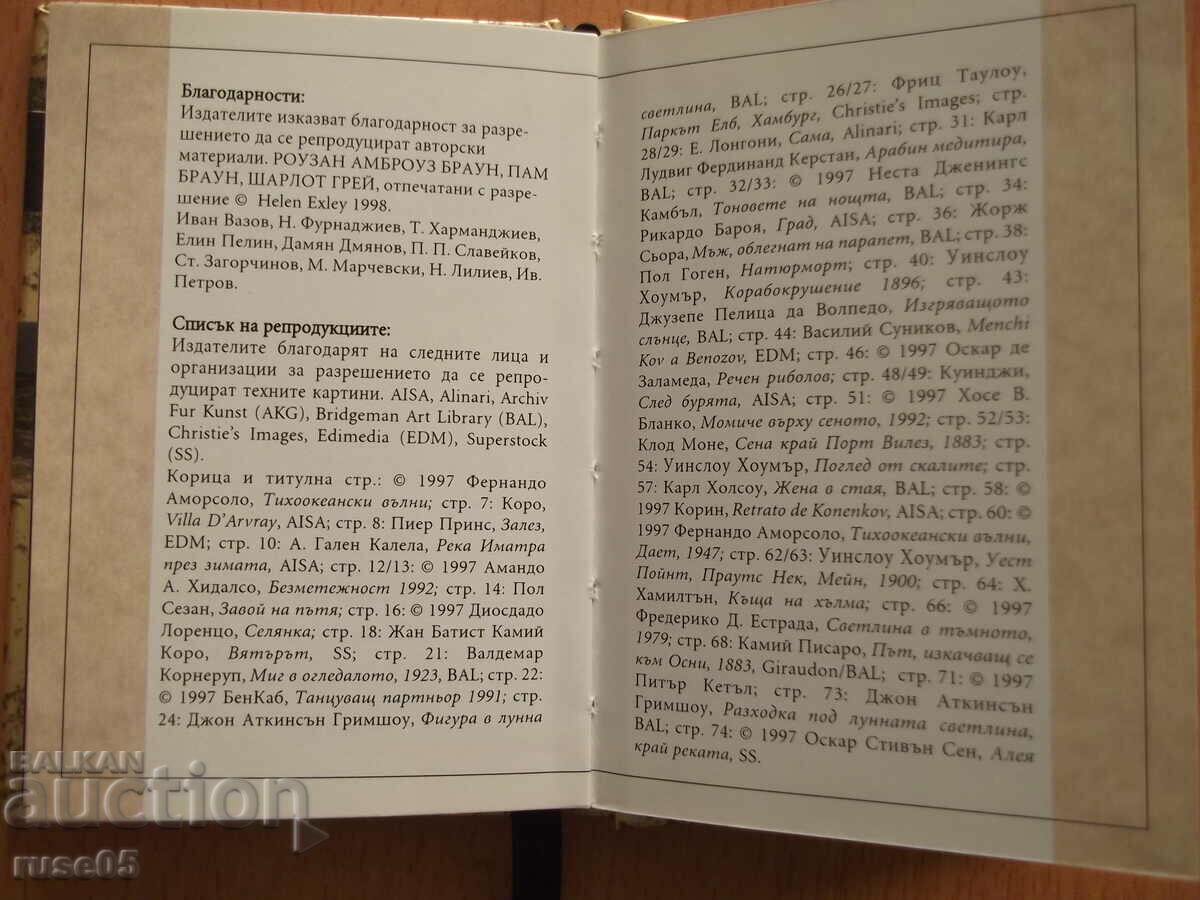 Благодарности:
Издателите изказват благодарност за разре-
шението да се репродуцират авторски
материали. РОУЗАН АМБРОУЗ БРАУН, ПАМ
БРАУН, ШАРЛОТ ГРЕЙ, отпечатани с разре-
шение © Helen Exley 1998.
Иван Вазов, Н. Фурнаджиев, Т. Харманджиев,
Елин Пелин, Дамян Дмянов, П. П. Славейков,
Ст. Загорчинов, М. Марчевски, Н. Лилиев, Ив.
Петров.
Списък на репродукциите:
Издателите благодарят на следните лица и
организации за разрешението да се репро-
дуцират техните картини. AISA, Alinari, Archiv
Fur Kunst (AKG), Bridgeman Art Library (BAL),
Christie's Images, Edimedia (EDM), Superstock
(SS).
Корица и титулна стр.: © 1997 Фернандо
Аморсоло, Тихоокеански вълни; стр. 7: Коро,
Villa D'Arvray, AISA; стр. 8: Пиер Принс, Залез,
EDM; стр. 10: А. Гален Калела, Река Иматра
през зимата, AISA; стр. 12/13: © 1997 Амандо
А. Хидалсо, Безметежност 1992; стр. 14: Пол
Сезан, Завой на пътя; стр. 16: © 1997 Диосдадо
Лоренцо, Селянка; стр. 18: Жан Батист Камий
Коро, Вятърът, SS; стр. 21: Валдемар
Корнеруп, Миг в огледалото, 1923, BAL; стр. 22:
© 1997 БенКаб, Танцуващ партньор 1991; стр.
24: Джон Аткинсън Гримшоу, Фигура в лунна
светлина, BAL; стр. 26/27: Фриц Таулоу,
Паркът Елб, Хамбург, Christie's Images; стр.
28/29: Е. Лонгони, Сама, Alinari; стр. 31: Карл
Лудвиг Фердинанд Керстан, Арабин медитира,
BAL; стр. 32/33: © 1997 Неста Дженингс
Камбъл, Тоновете на нощта, BAL; стр. 34:
Рикардо Бароя, Град, AISA; стр. 36: Жорж
Сьора, Мъж, облегнат на парапет, BAL; стр. 38:
Пол Гоген, Натюрморт; стр. 40: Уинслоу
Хоумър, Корабокрушение 1896; стр. 43:
Джузепе Пелица да Волпедо, Изгряващото
слънце, BAL; стр. 44: Василий Суников, Menchi
Kov a Benozov, EDM; стр. 46: © 1997 Оскар де
Заламеда, Речен риболов; стр. 48/49: Куинджи,
След бурята, AISA; стр. 51: © 1997 Хосе В.
Бланко, Момиче върху сеното, 1992; стр. 52/53:
Клод Моне, Сена край Порт Вилез, 1883; стр.
54: Уинслоу Хоумър, Поглед от скалите; стр.
57: Карл Холсоу, Жена в стая, BAL; стр. 58: ©
1997 Корин, Retrato de Konenkov, AISA; стр. 60: ©
1997 Фернандо Аморсоло, Тихоокеански вълни,
Дает, 1947; стр. 62/63: Уинслоу Хоумър, Уест
Пойнт, Праутс Нек, Мейн, 1900; стр. 64: Х.
Хамилтън, Къща на хълма; стр. 66: © 1997
Фредерико Д. Естрада, Светлина в тъмното,
1979; стр. 68: Камий Писаро, Път, изкачващ се
към Осни, 1883, Giraudon/BAL; стр. 71: © 1997
Питър Кетъл; стр. 73: Джон Аткинсън
Гримшоу, Разходка под лунната светлина,
BAL; стр. 74: © 1997 Оскар Стивън Сен, Алея
край реката, SS.
BALKAN
auction
ruse05